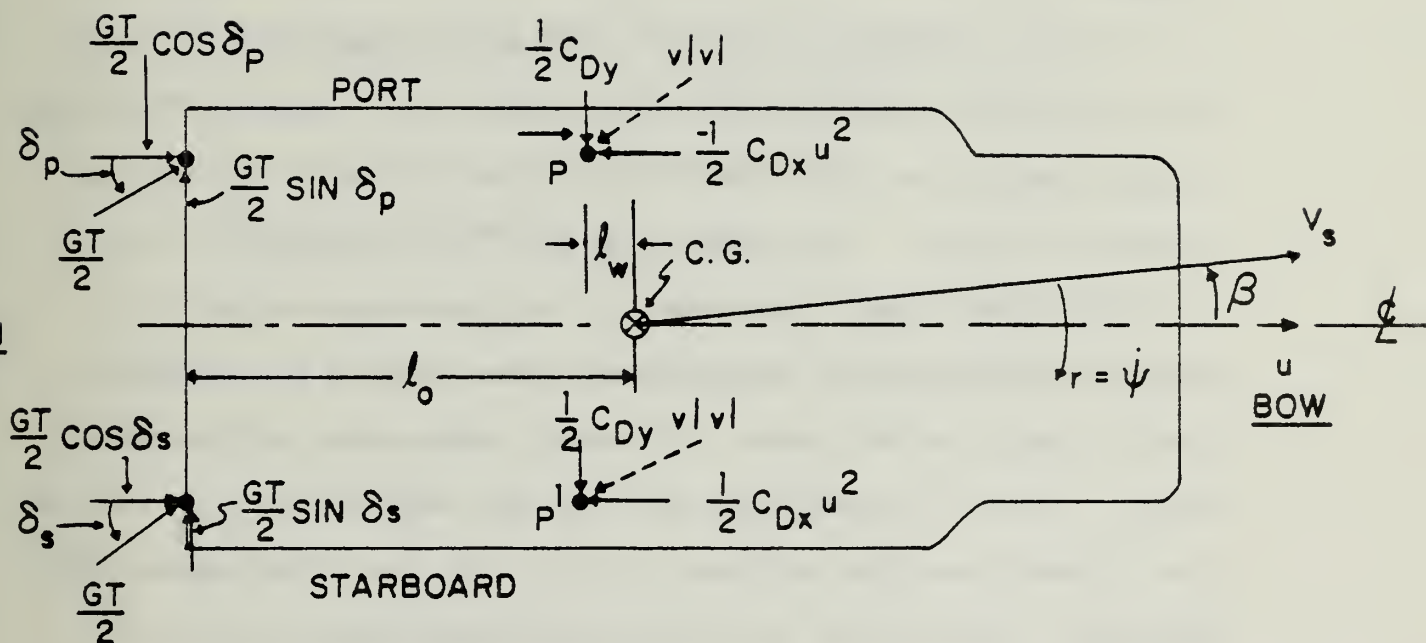 GT/2 COS δp
1/2 CDy v|v|
PORT
δp
P
-1/2 CDx u²
GT/2 SIN δp
GT/2
Vs
lw
C.G.
β
℄
lo
r = ψ̇
u
BOW
GT/2 COS δs
1/2 CDy v|v|
δs
GT/2 SIN δs
P¹
1/2 CDx u²
STARBOARD
GT/2